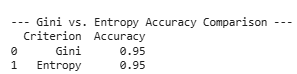 --- Gini vs. Entropy Accuracy Comparison ---
  Criterion  Accuracy
0      Gini      0.95
1   Entropy      0.95